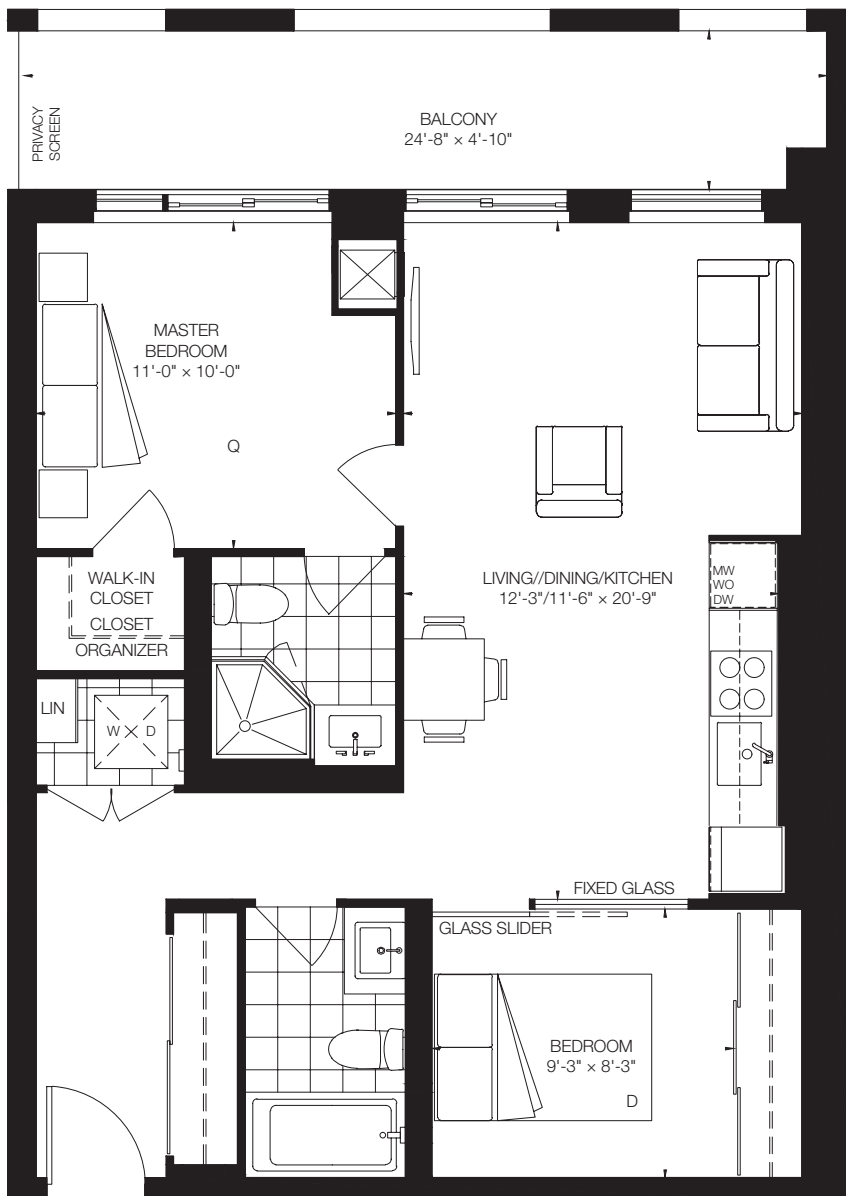 PRIVACY
SCREEN
BALCONY
24'-8" × 4'-10"
MASTER
BEDROOM
11'-0" × 10'-0"
Q
WALK-IN
CLOSET
CLOSET
ORGANIZER
LIVING//DINING/KITCHEN
12'-3"/11'-6" × 20'-9"
MW
WO
DW
LIN
W D
FIXED GLASS
GLASS SLIDER
BEDROOM
9'-3" × 8'-3"
D